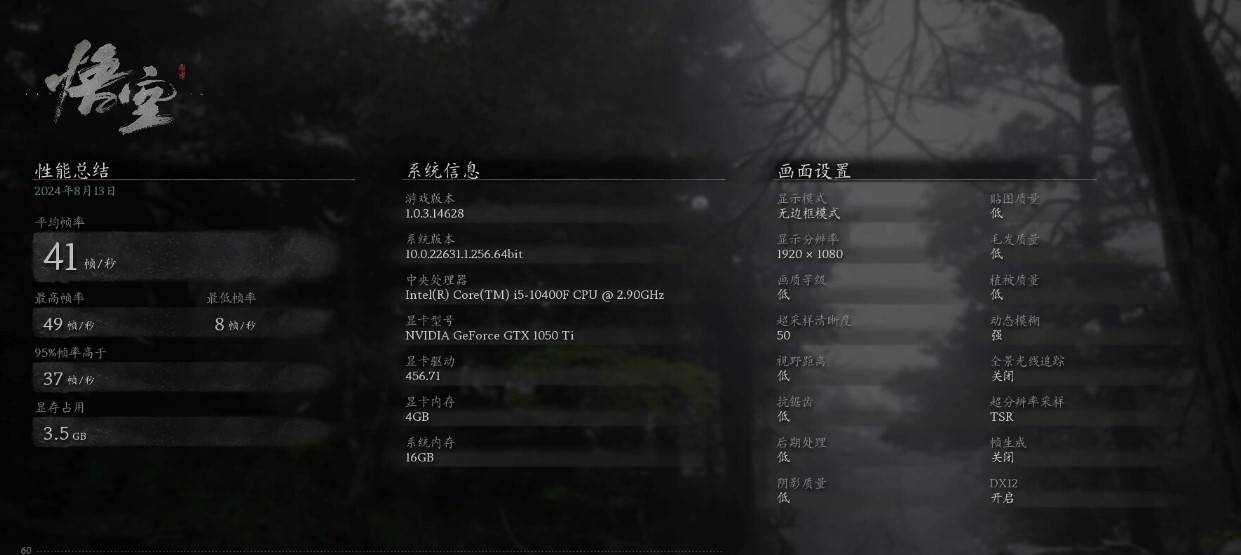 悟空
性能总结
2024年8月13日
平均帧率
41 帧/秒
最高帧率 最低帧率
49 帧/秒 8 帧/秒
95%帧率高于
37 帧/秒
显存占用
3.5 GB
系统信息
游戏版本
1.0.3.14628
系统版本
10.0.22631.1.256.64bit
中央处理器
Intel(R) Core(TM) i5-10400F CPU @ 2.90GHz
显卡型号
NVIDIA GeForce GTX 1050 Ti
显卡驱动
456.71
显卡内存
4GB
系统内存
16GB
画面设置
显示模式 贴图质量
无边框模式 低
显示分辨率 毛发质量
1920 × 1080 低
画质等级 植被质量
低 低
超采样清晰度 动态模糊
50 强
视野距离 全景光线追踪
低 关闭
抗锯齿 超分辨率采样
低 TSR
后期处理 帧生成
低 关闭
阴影质量 DX12
低 开启
60